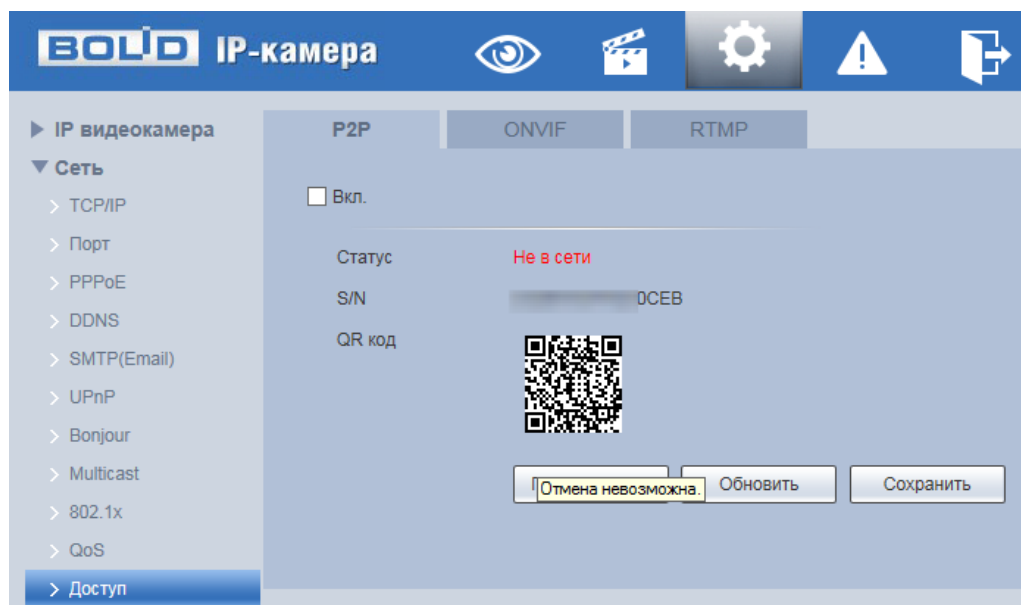 BOLID IP-камера
IP видеокамера
Сеть
TCP/IP
Порт
PPPoE
DDNS
SMTP(Email)
UPnP
Bonjour
Multicast
802.1x
QoS
Доступ
P2P ONVIF RTMP
Вкл.
Статус Не в сети
S/N 0CEB
QR код
Отмена невозможна. Обновить Сохранить